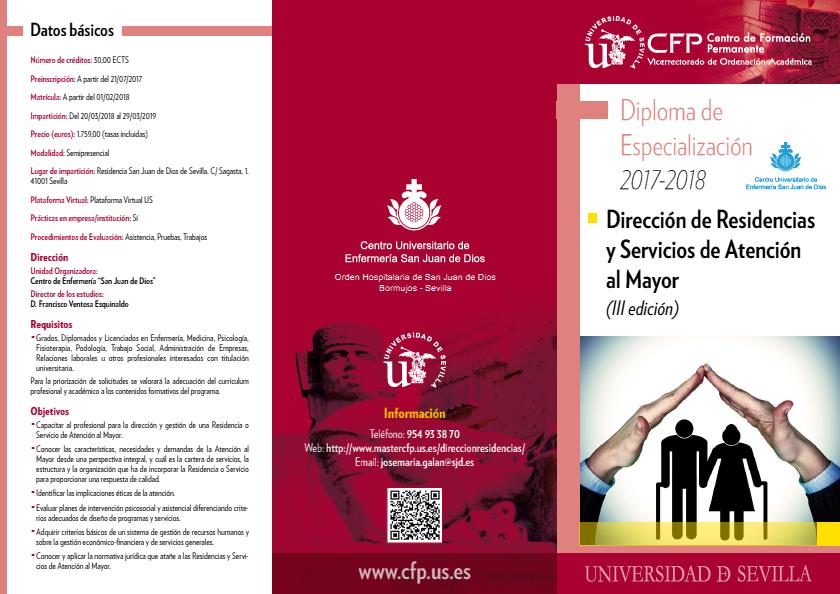 Datos básicos
Número de créditos: 30,00 ECTS
Preinscripción: A partir del 21/07/2017
Matrícula: A partir del 01/02/2018
Impartición: Del 20/03/2018 al 29/03/2019
Precio (euros): 1.759,00 (tasas incluidas)
Modalidad: Semipresencial
Lugar de impartición: Residencia San Juan de Dios de Sevilla. C/ Sagasta, 1.
41001 Sevilla
Plataforma Virtual: Plataforma Virtual US
Prácticas en empresa/institución: Sí
Procedimientos de Evaluación: Asistencia, Pruebas, Trabajos
Dirección
Unidad Organizadora:
Centro de Enfermería "San Juan de Dios"
Director de los estudios:
D. Francisco Ventosa Esquinaldo
Requisitos
Grados, Diplomados y Licenciados en Enfermería, Medicina, Psicología,
Fisioterapia, Podología, Trabajo Social, Administración de Empresas,
Relaciones laborales u otros profesionales interesados con titulación
universitaria.
Para la priorización de solicitudes se valorará la adecuación del currículum
profesional y académico a los contenidos formativos del programa.
Objetivos
Capacitar al profesional para la dirección y gestión de una Residencia o
Servicio de Atención al Mayor.
Conocer las características, necesidades y demandas de la Atención al
Mayor desde una perspectiva integral, y cual es la cartera de servicios, la
estructura y la organización que ha de incorporar la Residencia o Servicio
para proporcionar una respuesta de calidad.
Identificar las implicaciones éticas de la atención.
Evaluar planes de intervención psicosocial y asistencial diferenciando crite-
rios adecuados de diseño de programas y servicios.
Adquirir criterios básicos de un sistema de gestión de recursos humanos y
sobre la gestión económico-financiera y de servicios generales.
Conocer y aplicar la normativa jurídica que atañe a las Residencias y Servi-
cios de Atención al Mayor.
Centro Universitario de
Enfermería San Juan de Dios
Orden Hospitalaria de San Juan de Dios
Bormujos - Sevilla
UNIVERSIDAD DE SEVILLA
Información
Teléfono: 954 93 38 70
Web: http://www.mastercfp.us.es/direccionresidencias/
Email: josemaria.galan@sjd.es
www.cfp.us.es
UNIVERSIDAD DE SEVILLA
CFP Centro de Formación
Permanente
Vicerrectorado de Ordenación Académica
Diploma de
Especialización
2017-2018
Centro Universitario de
Enfermería San Juan de Dios
Dirección de Residencias
y Servicios de Atención
al Mayor
(III edición)
UNIVERSIDAD DE SEVILLA